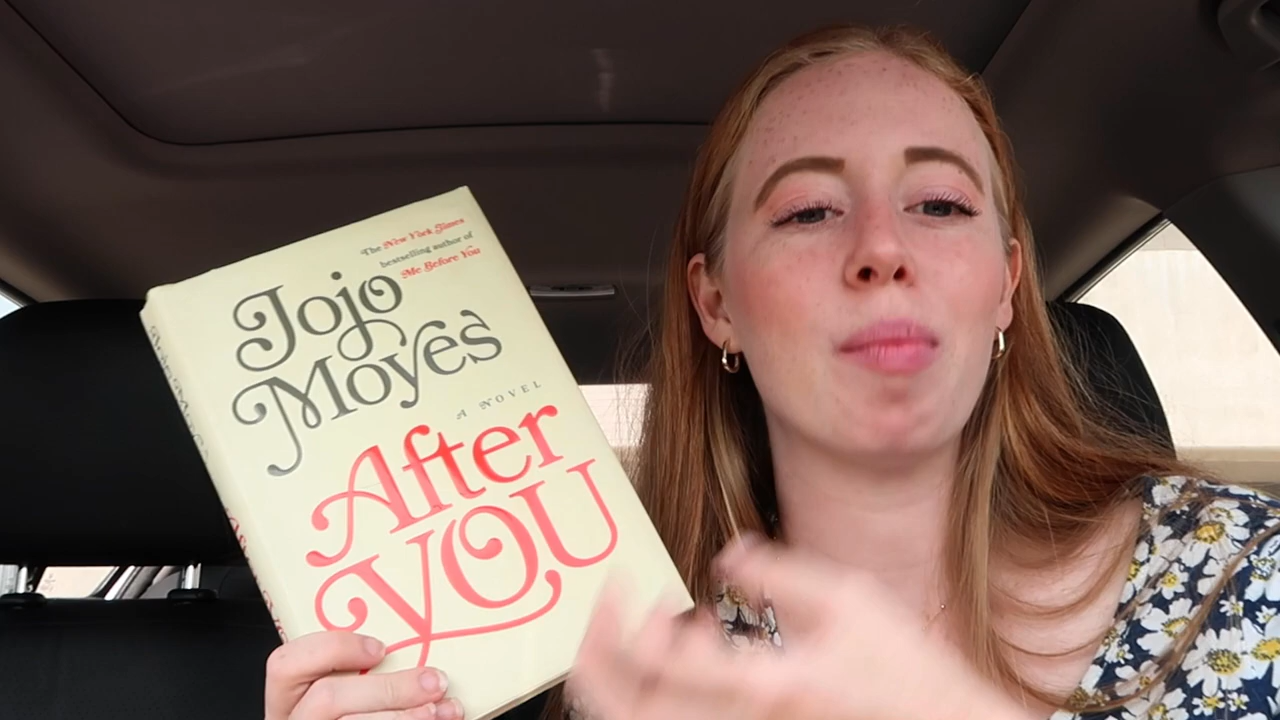 The New York Times
bestselling author of
Me Before You
Jojo
Moyes
A NOVEL
After
YOU